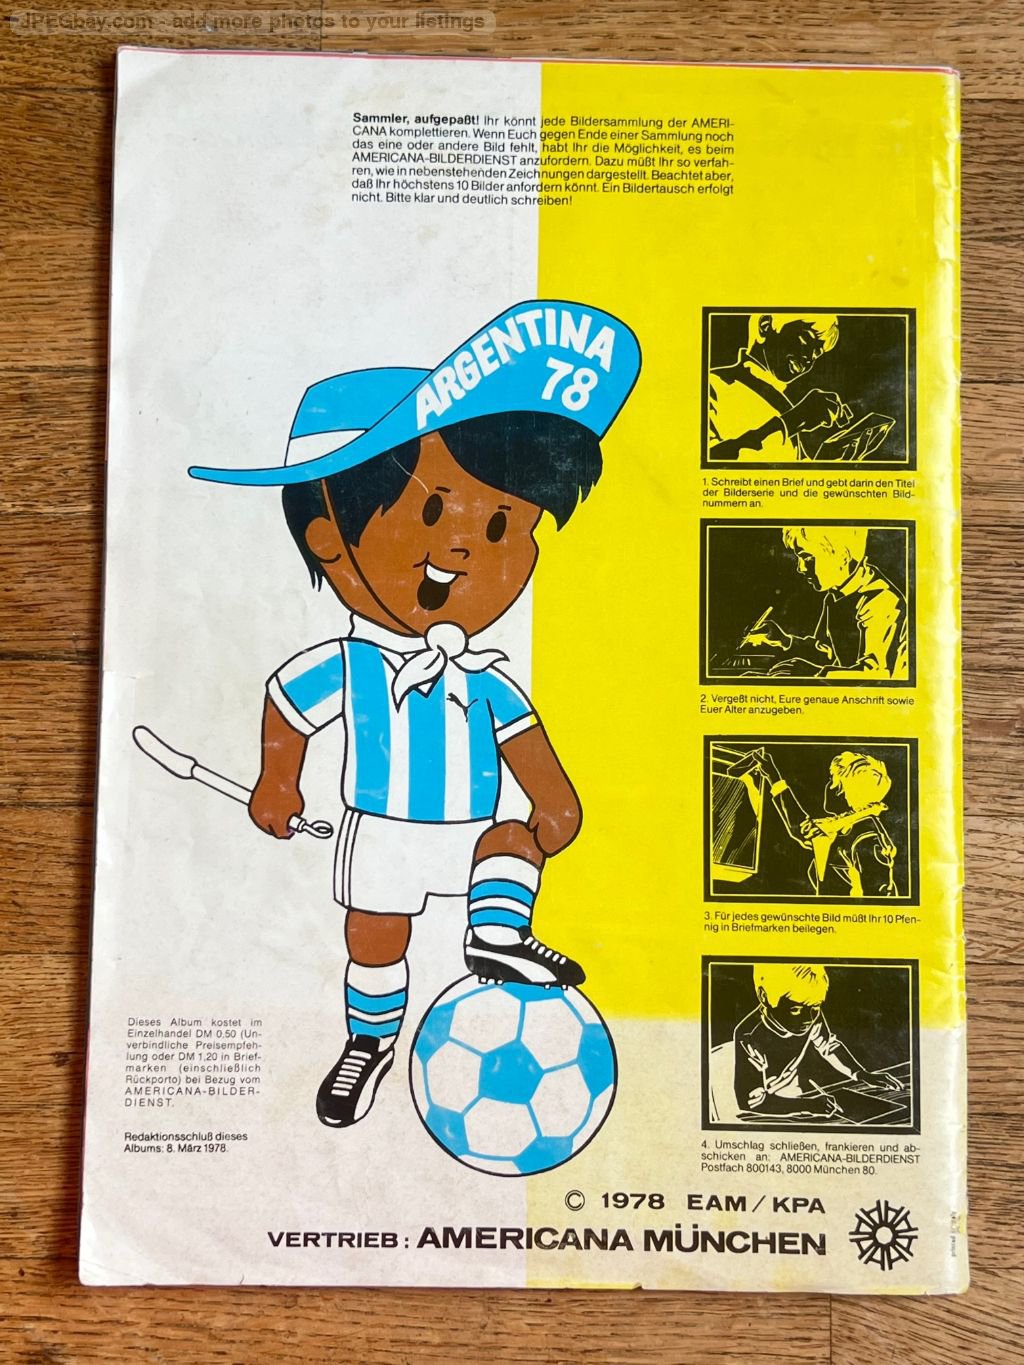 JPEGbay.com - add more photos to your listings
Sammler, aufgepaßt! Ihr könnt jede Bildersammlung der AMERI-
CANA komplettieren. Wenn Euch gegen Ende einer Sammlung noch
das eine oder andere Bild fehlt, habt Ihr die Möglichkeit, es beim
AMERICANA-BILDERDIENST anzufordern. Dazu müßt Ihr so verfah-
ren, wie in nebenstehenden Zeichnungen dargestellt. Beachtet aber,
daß Ihr höchstens 10 Bilder anfordern könnt. Ein Bildertausch erfolgt
nicht. Bitte klar und deutlich schreiben!
ARGENTINA
78
1. Schreibt einen Brief und gebt darin den Titel
der Bilderserie und die gewünschten Bild-
nummern an.
2. Vergeßt nicht, Eure genaue Anschrift sowie
Euer Alter anzugeben.
3. Für jedes gewünschte Bild müßt Ihr 10 Pfen-
nig in Briefmarken beilegen.
4. Umschlag schließen, frankieren und ab-
schicken an: AMERICANA-BILDERDIENST
Postfach 800143, 8000 München 80.
Dieses Album kostet im
Einzelhandel DM 0,50 (Un-
verbindliche Preisempfeh-
lung oder DM 1,20 in Brief-
marken (einschließlich
Rückporto) bei Bezug vom
AMERICANA-BILDER-
DIENST.
Redaktionsschluß dieses
Albums: 8. März 1978.
© 1978 EAM / KPA
VERTRIEB : AMERICANA MÜNCHEN